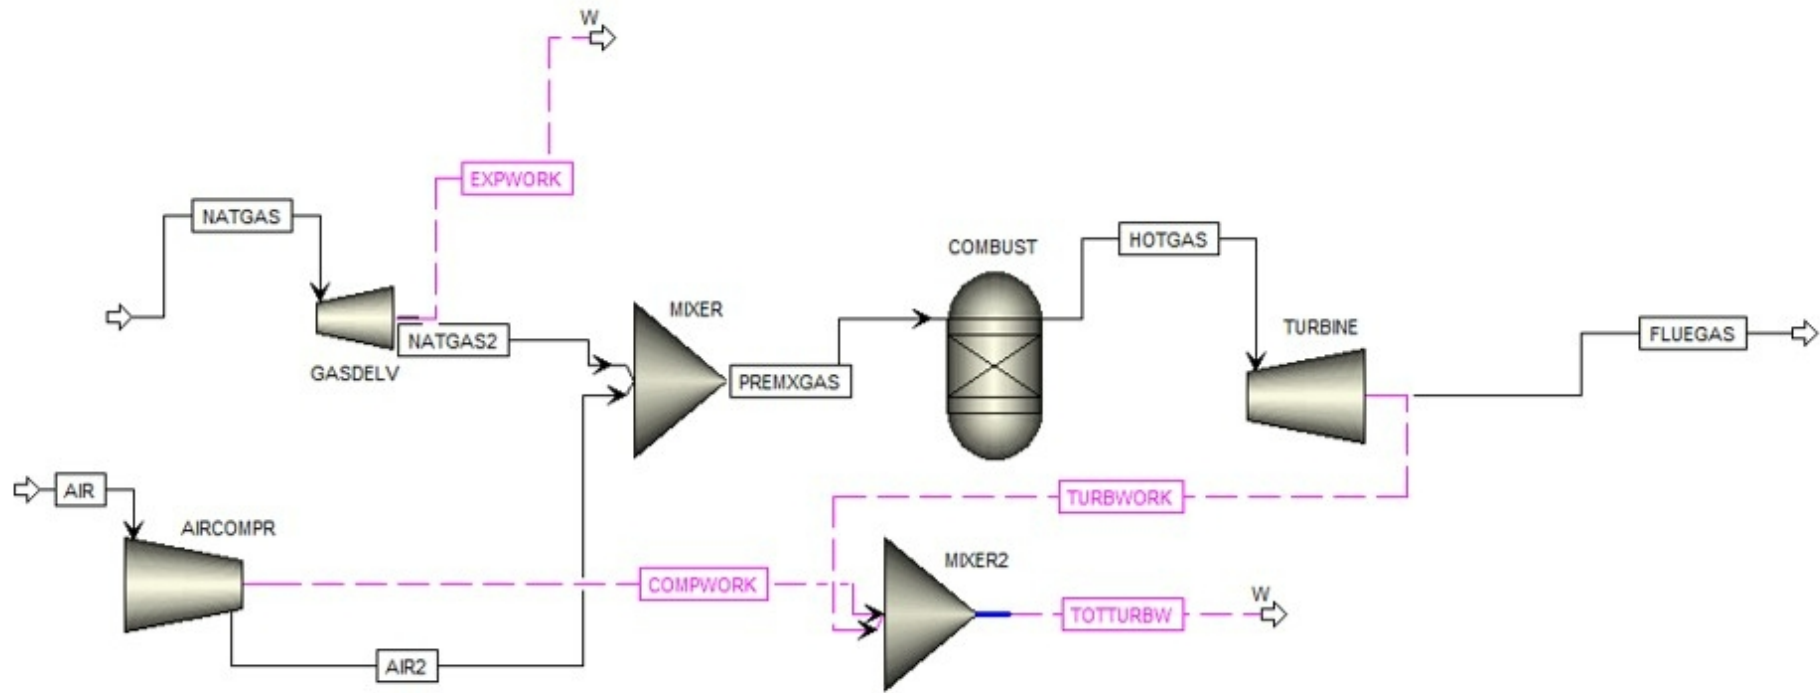 W
EXPWORK
NATGAS
HOTGAS
COMBUST
MIXER
TURBINE
FLUEGAS
NATGAS2
GASDELV
PREMXGAS
AIR
TURBWORK
AIRCOMPR
MIXER2
COMPWORK
W
TOTTURBW
AIR2